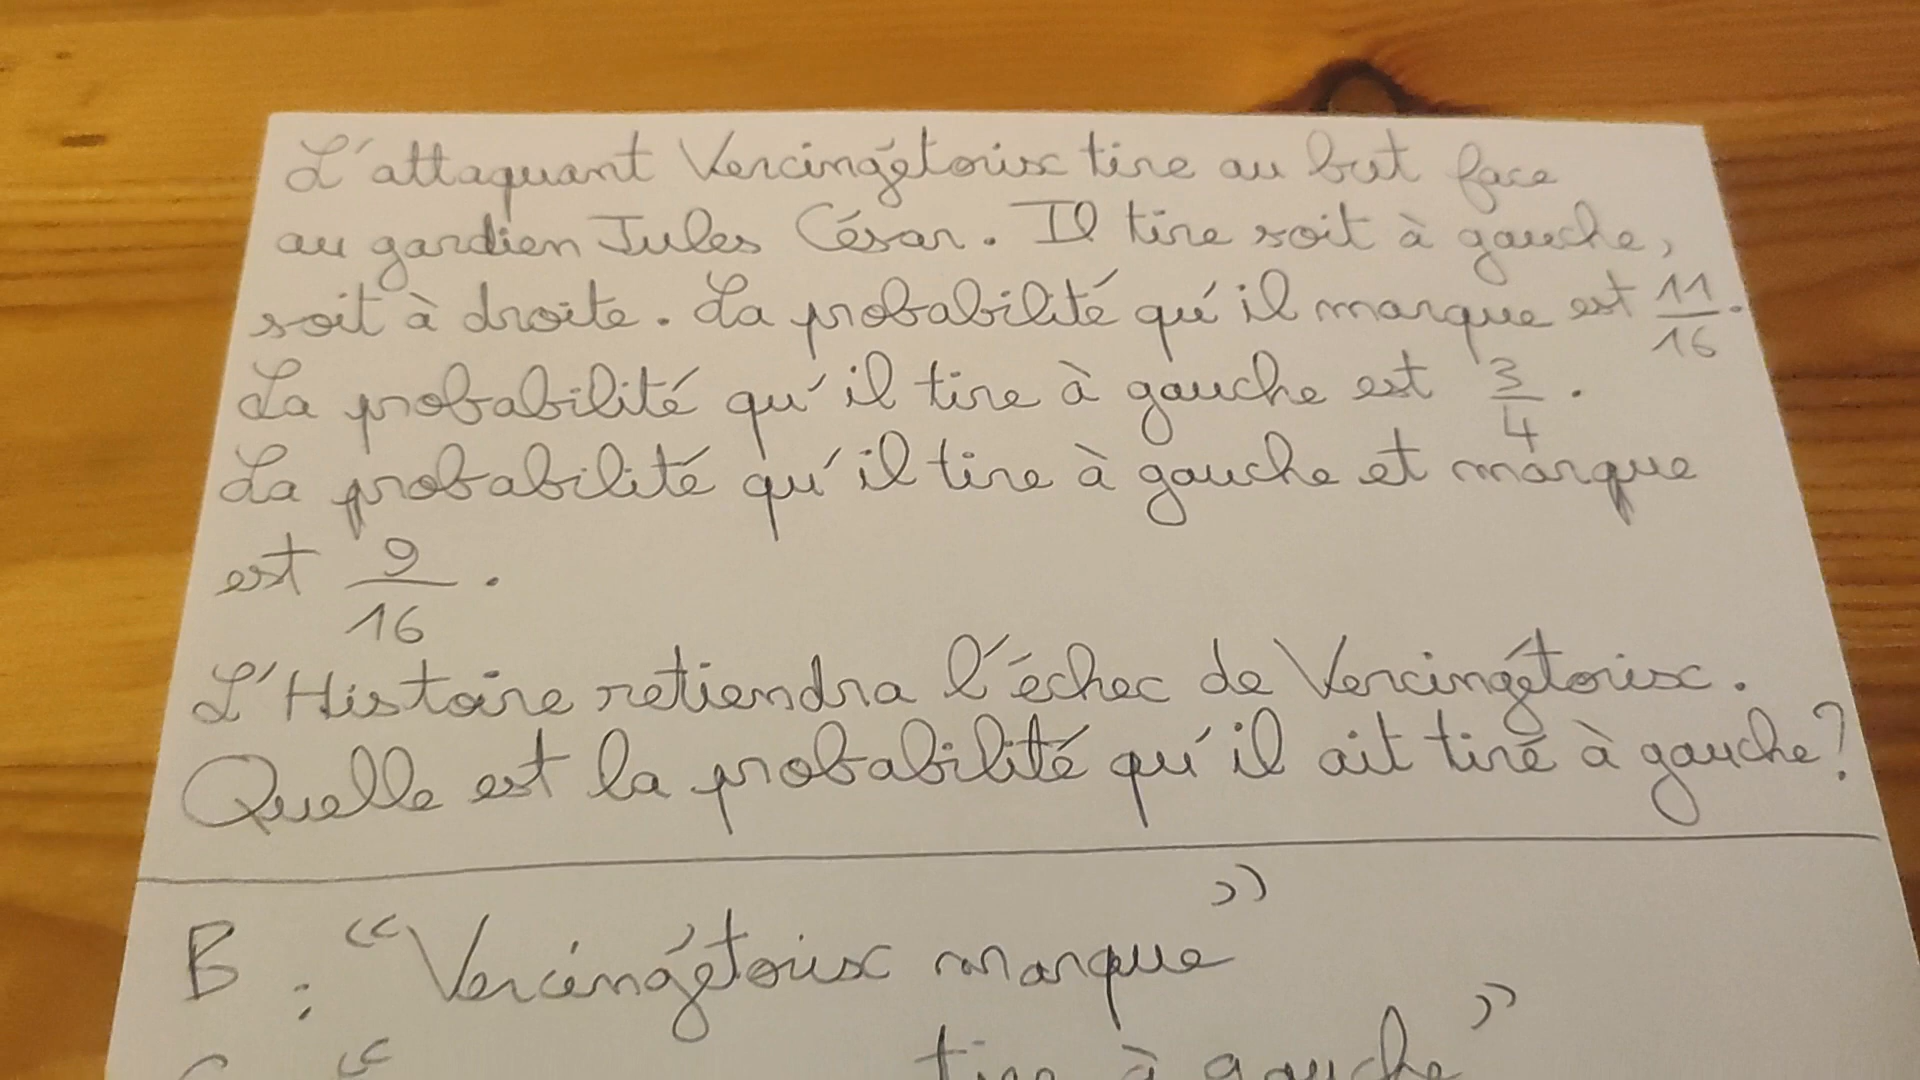 L'attaquant Vercingétorix tire au but face
au gardien Jules César. Il tire soit à gauche,
soit à droite. La probabilité qu'il marque est 11/16.
La probabilité qu'il tire à gauche est 3/4.
La probabilité qu'il tire à gauche et marque
est 9/16.
L'Histoire retiendra l'échec de Vercingétorix.
Quelle est la probabilité qu'il ait tiré à gauche?
B : "Vercingétorix marque"
tire à gauche"